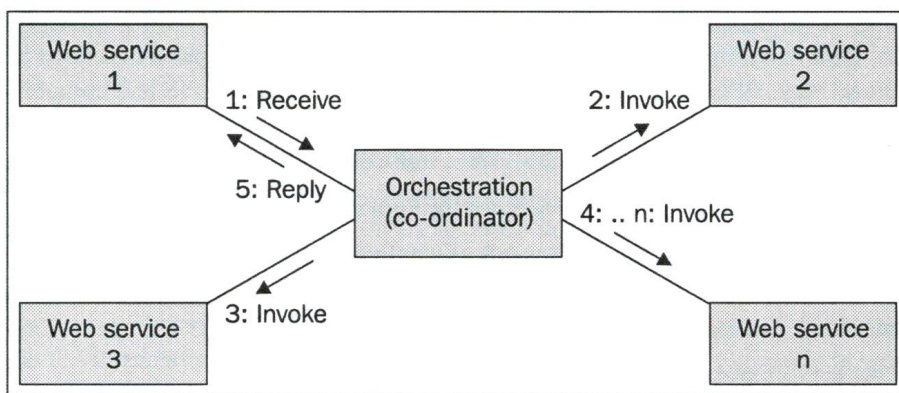 Web service
1
Web service
2
1: Receive
2: Invoke
5: Reply
Orchestration
(co-ordinator)
4: .. n: Invoke
3: Invoke
Web service
3
Web service
n